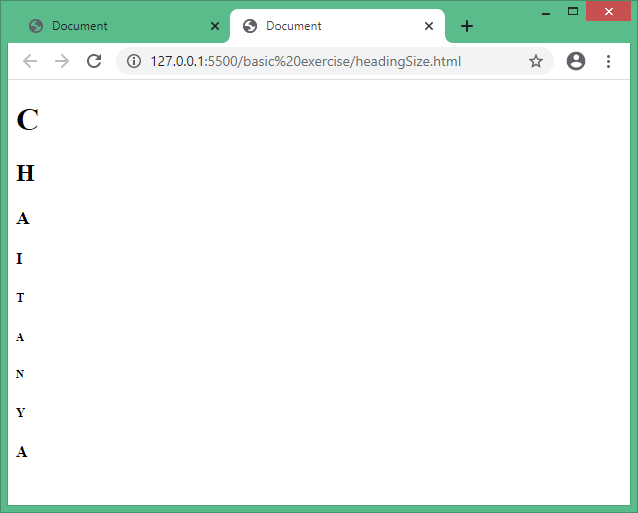 Document Document
127.0.0.1:5500/basic%20exercise/headingSize.html
C
H
A
I
T
A
N
Y
A